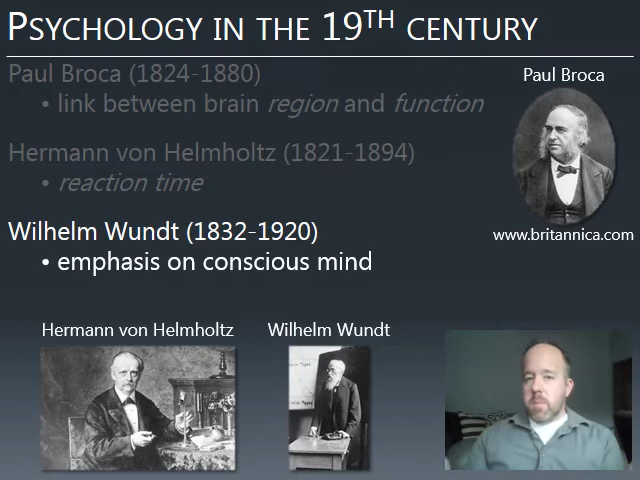 PSYCHOLOGY IN THE 19TH CENTURY
Paul Broca (1824-1880)
• link between brain region and function
Hermann von Helmholtz (1821-1894)
• reaction time
Wilhelm Wundt (1832-1920)
• emphasis on conscious mind
Paul Broca
www.britannica.com
Hermann von Helmholtz
Wilhelm Wundt